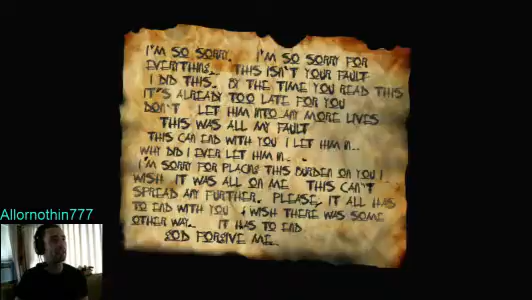 I'M SO SORRY. I'M SO SORRY FOR
EVERYTHING.. THIS ISN'T YOUR FAULT
I DID THIS. BY THE TIME YOU READ THIS
IT'S ALREADY TOO LATE FOR YOU
DON'T LET HIM INTO ANY MORE LIVES
THIS WAS ALL MY FAULT
THIS CAN END WITH YOU I LET HIM IN..
WHY DID I EVER LET HIM IN. . .
I'M SORRY FOR PLACING THIS BURDEN ON YOU I
WISH IT WAS ALL ON ME THIS CAN'T
SPREAD ANY FURTHER. PLEASE, IT ALL HAS
TO END WITH YOU I WISH THERE WAS SOME
OTHER WAY.. IT HAS TO END
GOD FORGIVE ME..
Allornothin777